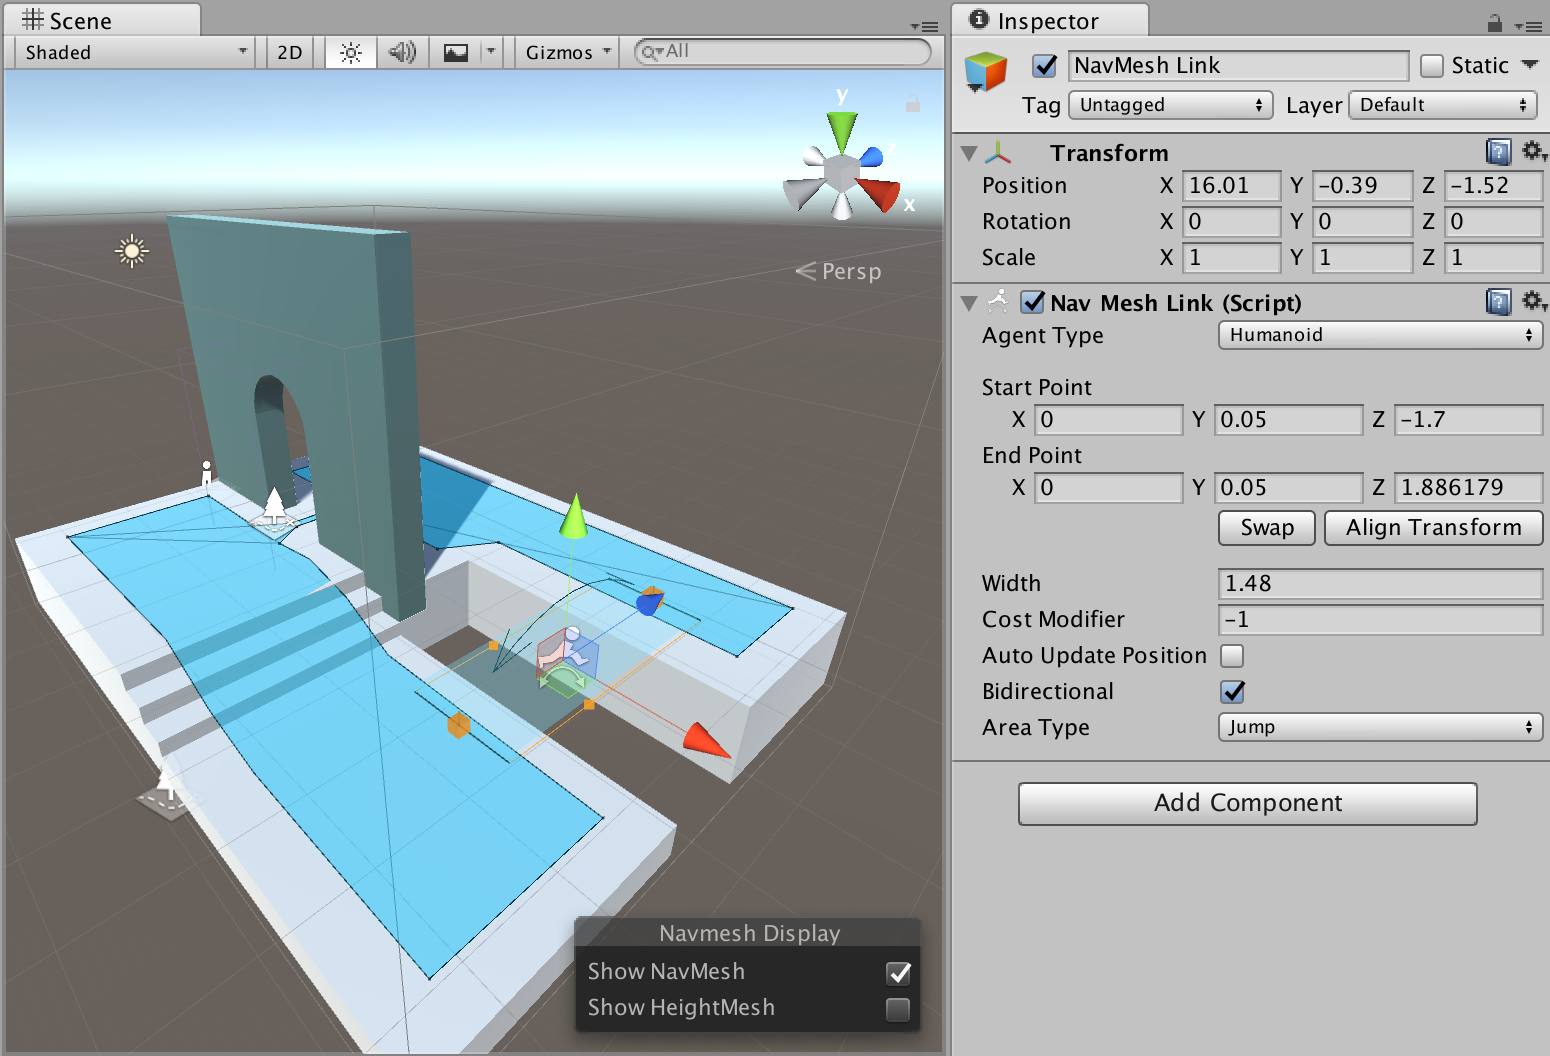 Scene
Shaded 2D Gizmos All
y
z
x
Persp
Navmesh Display
Show NavMesh
Show HeightMesh
Inspector
NavMesh Link Static
Tag Untagged Layer Default
Transform
Position X 16.01 Y -0.39 Z -1.52
Rotation X 0 Y 0 Z 0
Scale X 1 Y 1 Z 1
Nav Mesh Link (Script)
Agent Type Humanoid
Start Point
X 0 Y 0.05 Z -1.7
End Point
X 0 Y 0.05 Z 1.886179
Swap Align Transform
Width 1.48
Cost Modifier -1
Auto Update Position
Bidirectional
Area Type Jump
Add Component